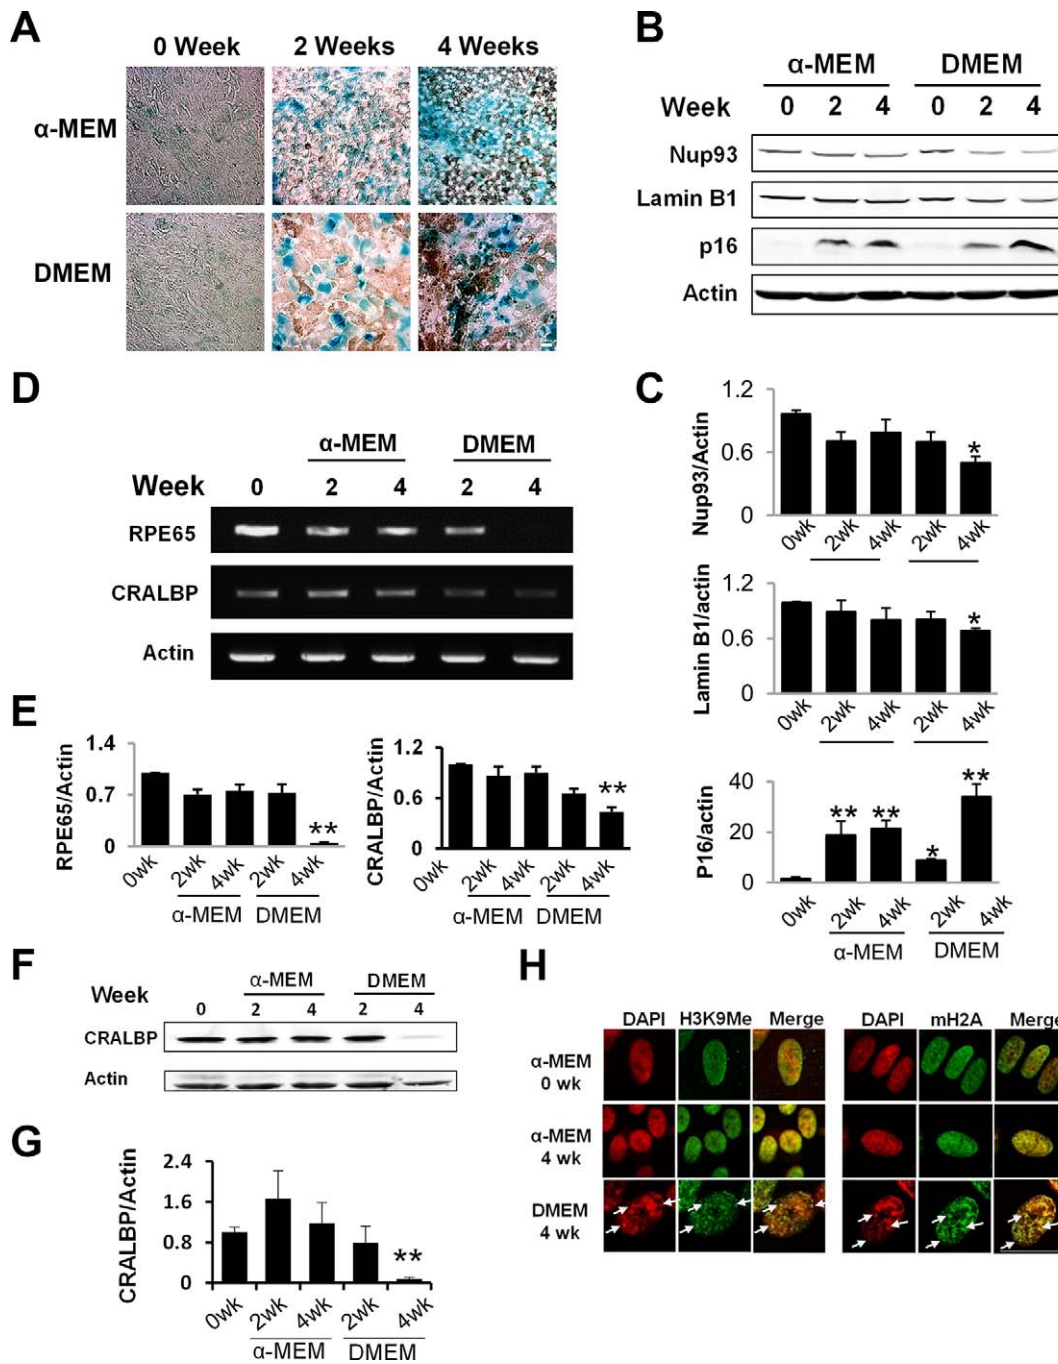 A
0 Week 2 Weeks 4 Weeks
α-MEM
DMEM
B
α-MEM DMEM
Week 0 2 4 0 2 4
Nup93
Lamin B1
p16
Actin
C
Nup93/Actin
1.2
0.6
0
0wk 2wk 4wk 2wk 4wk
*
Lamin B1/actin
1.2
0.6
0
0wk 2wk 4wk 2wk 4wk
*
P16/actin
40
20
0
** ** * **
0wk 2wk 4wk 2wk 4wk
α-MEM DMEM
D
α-MEM DMEM
Week 0 2 4 2 4
RPE65
CRALBP
Actin
E
RPE65/Actin
1.4
0.7
0
**
0wk 2wk 4wk 2wk 4wk
α-MEM DMEM
CRALBP/Actin
1.2
0.6
0
**
0wk 2wk 4wk 2wk 4wk
α-MEM DMEM
F
α-MEM DMEM
Week 0 2 4 2 4
CRALBP
Actin
G
CRALBP/Actin
2.4
1.6
0.8
0
**
0wk 2wk 4wk 2wk 4wk
α-MEM DMEM
H
DAPI H3K9Me Merge DAPI mH2A Merge
α-MEM
0 wk
α-MEM
4 wk
DMEM
4 wk